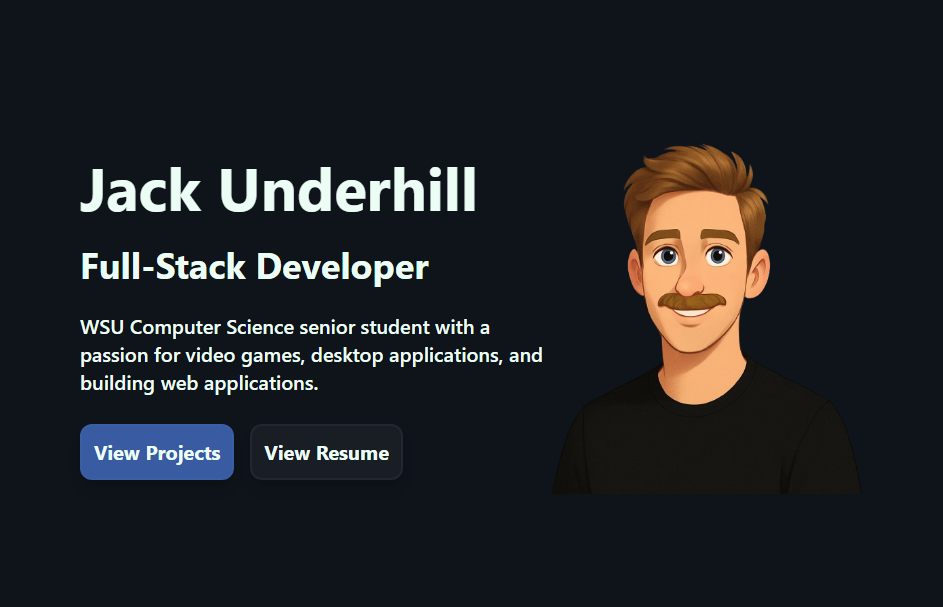 Jack Underhill
Full-Stack Developer
WSU Computer Science senior student with a
passion for video games, desktop applications, and
building web applications.
View Projects
View Resume